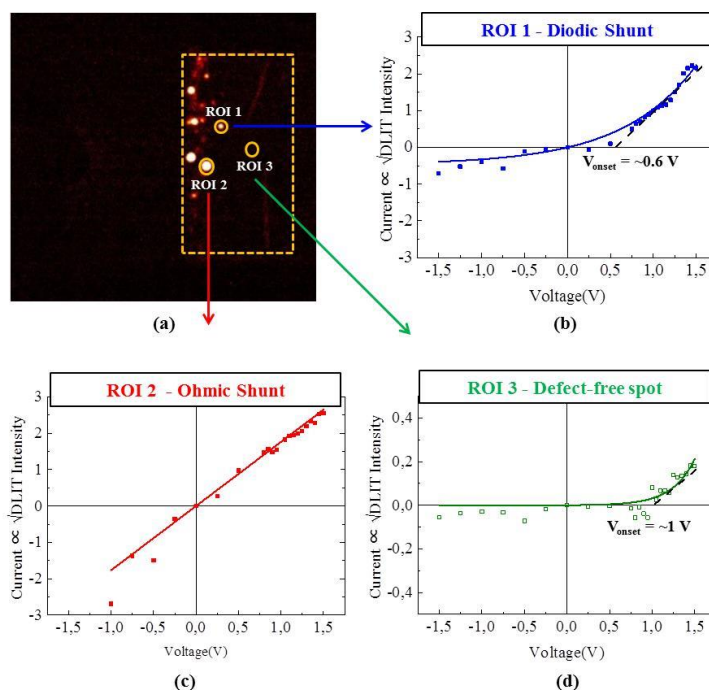 ROI 1
ROI 2
ROI 3
(a)
ROI 1 - Diodic Shunt
Current ∝ √DLIT Intensity
3
2
1
0
-1
-2
-3
-1,5 -1,0 -0,5 0,0 0,5 1,0 1,5
Voltage(V)
V_onset = ~0.6 V
(b)
ROI 2 - Ohmic Shunt
Current ∝ √DLIT Intensity
3
2
1
0
-1
-2
-3
-1,5 -1,0 -0,5 0,0 0,5 1,0 1,5
Voltage(V)
(c)
ROI 3 - Defect-free spot
Current ∝ √DLIT Intensity
0,4
0,2
0,0
-0,2
-0,4
-1,5 -1,0 -0,5 0,0 0,5 1,0 1,5
Voltage(V)
V_onset = ~1 V
(d)